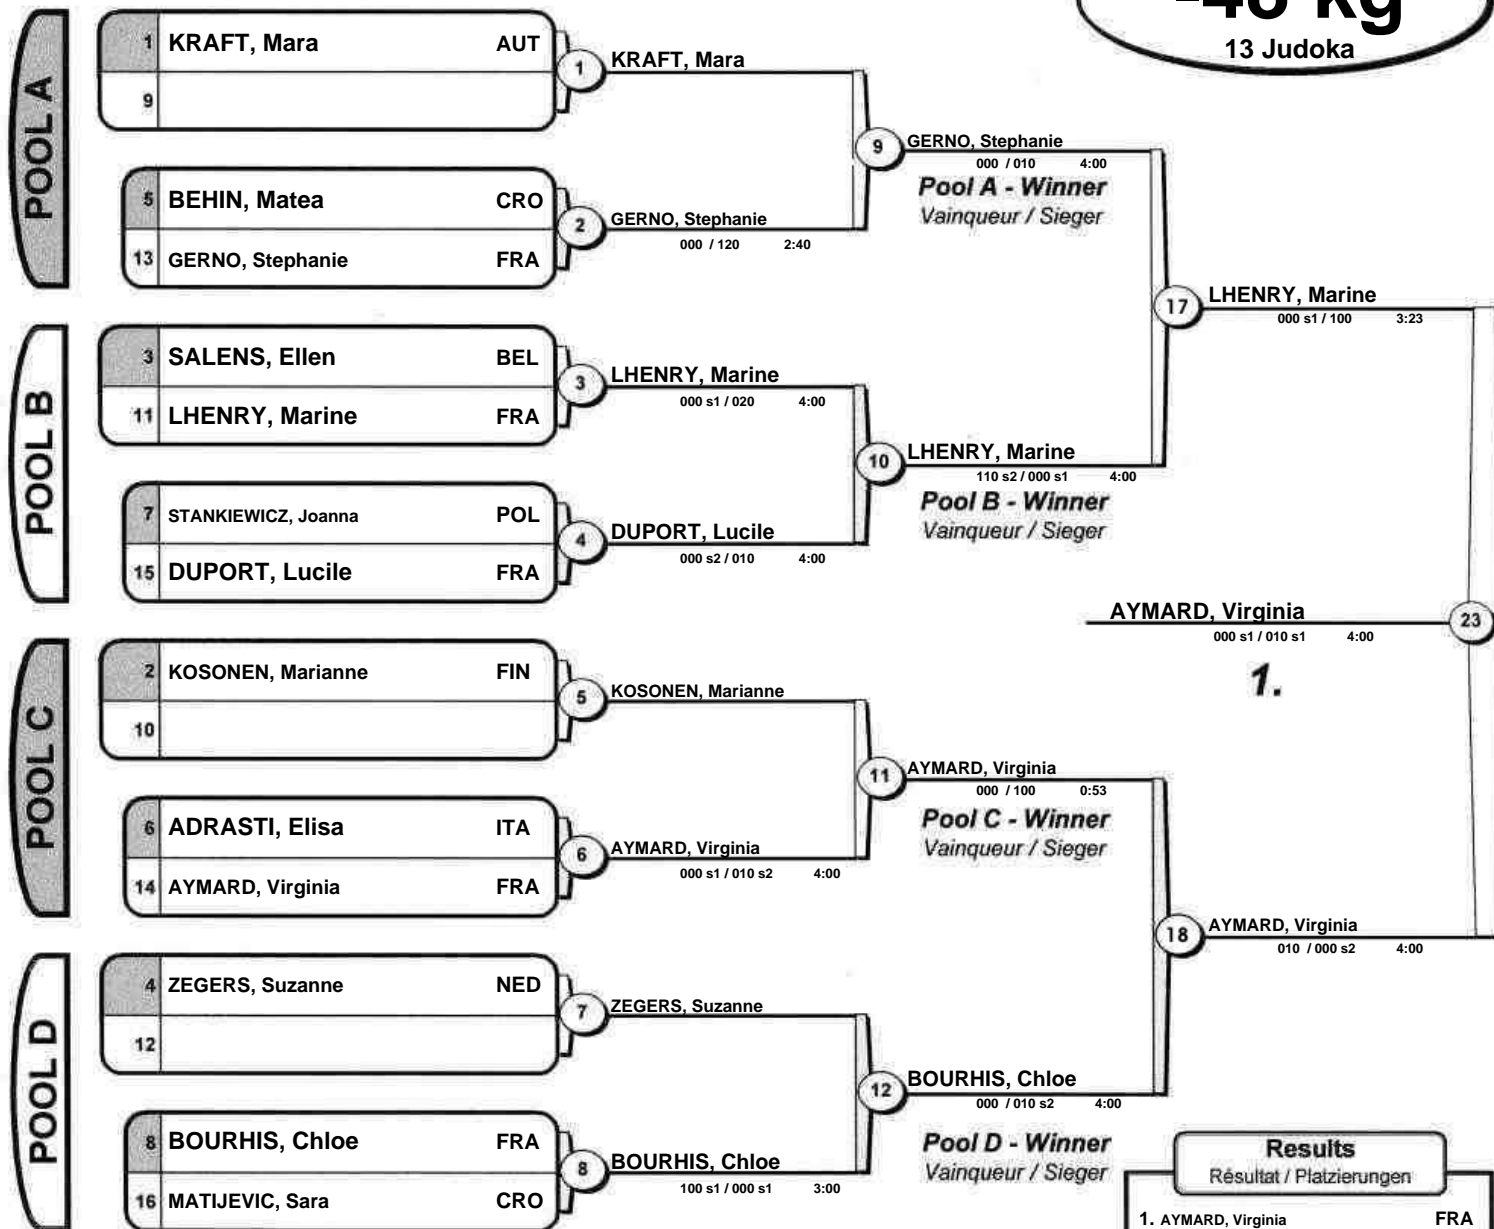 13 Judoka
POOL A
1 KRAFT, Mara AUT
9
1
KRAFT, Mara
5 BEHIN, Matea CRO
13 GERNO, Stephanie FRA
2
GERNO, Stephanie
000 / 120 2:40
9
GERNO, Stephanie
000 / 010 4:00
Pool A - Winner
Vainqueur / Sieger
POOL B
3 SALENS, Ellen BEL
11 LHENRY, Marine FRA
3
LHENRY, Marine
000 s1 / 020 4:00
7 STANKIEWICZ, Joanna POL
15 DUPORT, Lucile FRA
4
DUPORT, Lucile
000 s2 / 010 4:00
10
LHENRY, Marine
110 s2 / 000 s1 4:00
Pool B - Winner
Vainqueur / Sieger
17
LHENRY, Marine
000 s1 / 100 3:23
AYMARD, Virginia
000 s1 / 010 s1 4:00
23
1.
POOL C
2 KOSONEN, Marianne FIN
10
5
KOSONEN, Marianne
6 ADRASTI, Elisa ITA
14 AYMARD, Virginia FRA
6
AYMARD, Virginia
000 s1 / 010 s2 4:00
11
AYMARD, Virginia
000 / 100 0:53
Pool C - Winner
Vainqueur / Sieger
18
AYMARD, Virginia
010 / 000 s2 4:00
POOL D
4 ZEGERS, Suzanne NED
12
7
ZEGERS, Suzanne
8 BOURHIS, Chloe FRA
16 MATIJEVIC, Sara CRO
8
BOURHIS, Chloe
100 s1 / 000 s1 3:00
12
BOURHIS, Chloe
000 / 010 s2 4:00
Pool D - Winner
Vainqueur / Sieger
Results
Résultat / Platzierungen
1. AYMARD, Virginia FRA